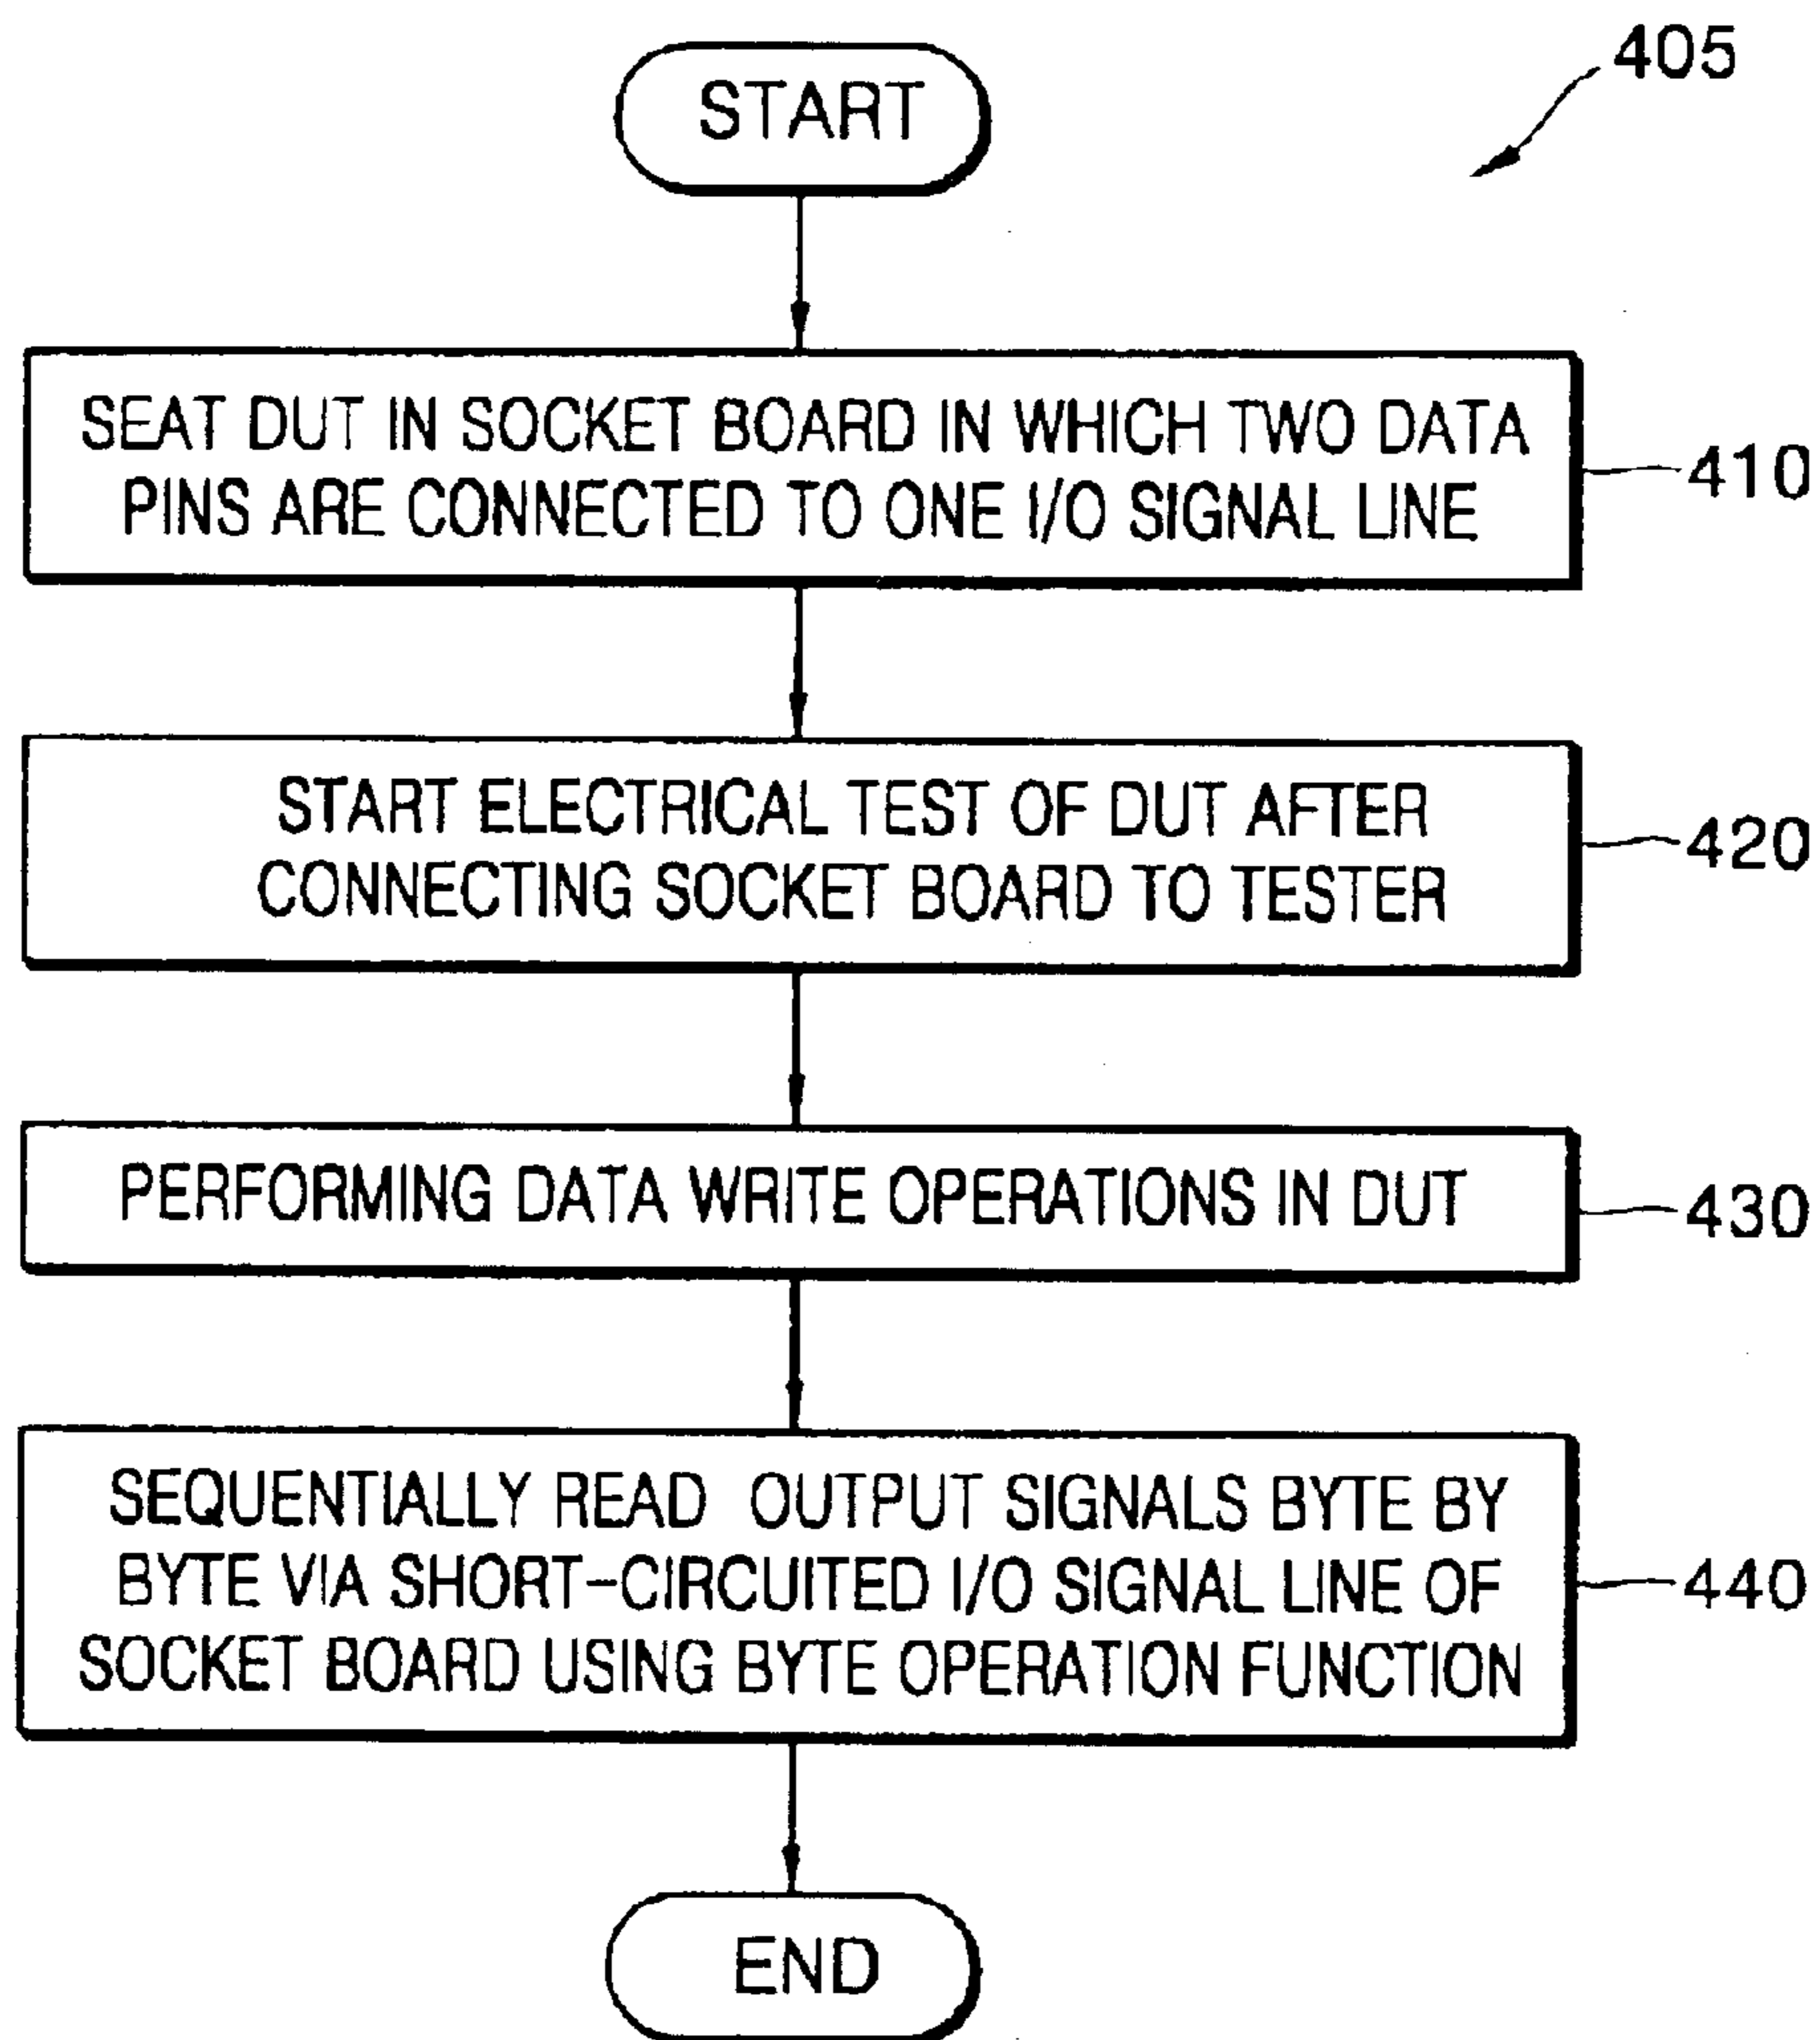 405
START
SEAT DUT IN SOCKET BOARD IN WHICH TWO DATA
PINS ARE CONNECTED TO ONE I/O SIGNAL LINE
410
START ELECTRICAL TEST OF DUT AFTER
CONNECTING SOCKET BOARD TO TESTER
420
PERFORMING DATA WRITE OPERATIONS IN DUT
430
SEQUENTIALLY READ OUTPUT SIGNALS BYTE BY
BYTE VIA SHORT-CIRCUITED I/O SIGNAL LINE OF
SOCKET BOARD USING BYTE OPERATION FUNCTION
440
END